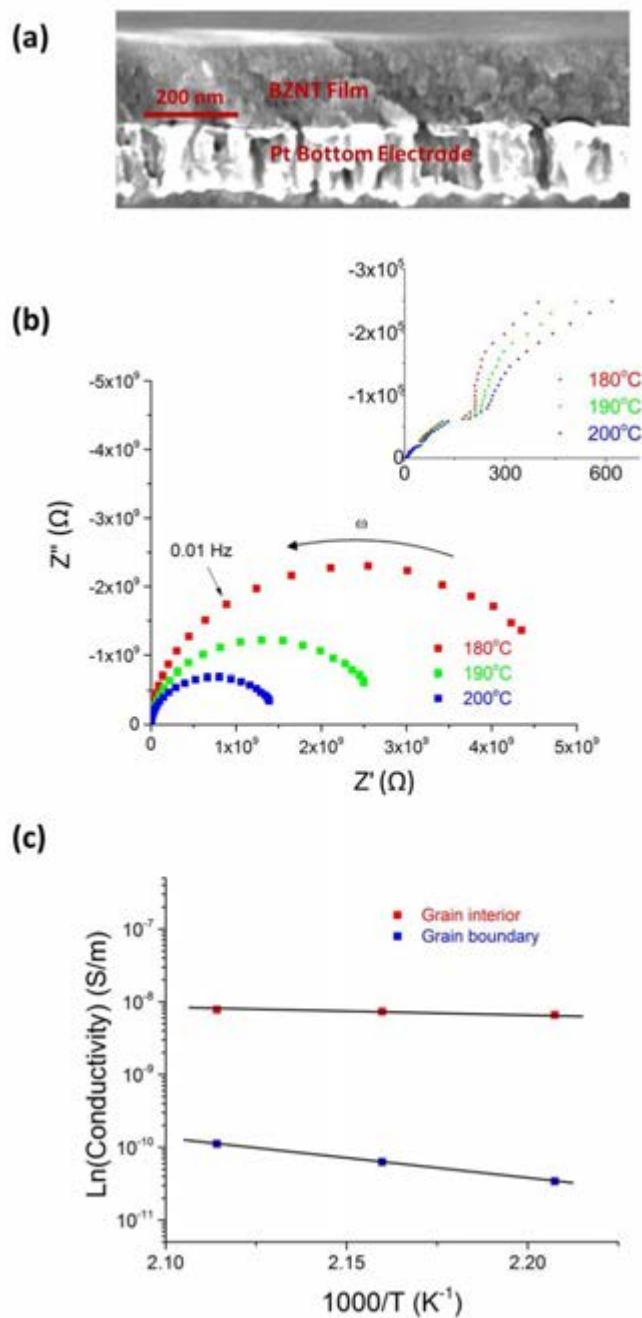 (a)
BZNT Film
200 nm
Pt Bottom Electrode
(b)
-3x10⁵
-2x10⁵
-1x10⁵
0
0 300 600
180°C
190°C
200°C
-5x10⁹
-4x10⁹
-3x10⁹
-2x10⁹
-1x10⁹
0
Z" (Ω)
0.01 Hz
ω
180°C
190°C
200°C
0 1x10⁹ 2x10⁹ 3x10⁹ 4x10⁹ 5x10⁹
Z' (Ω)
(c)
Grain interior
Grain boundary
10⁻⁷
10⁻⁸
10⁻⁹
10⁻¹⁰
10⁻¹¹
Ln(Conductivity) (S/m)
2.10 2.15 2.20
1000/T (K⁻¹)